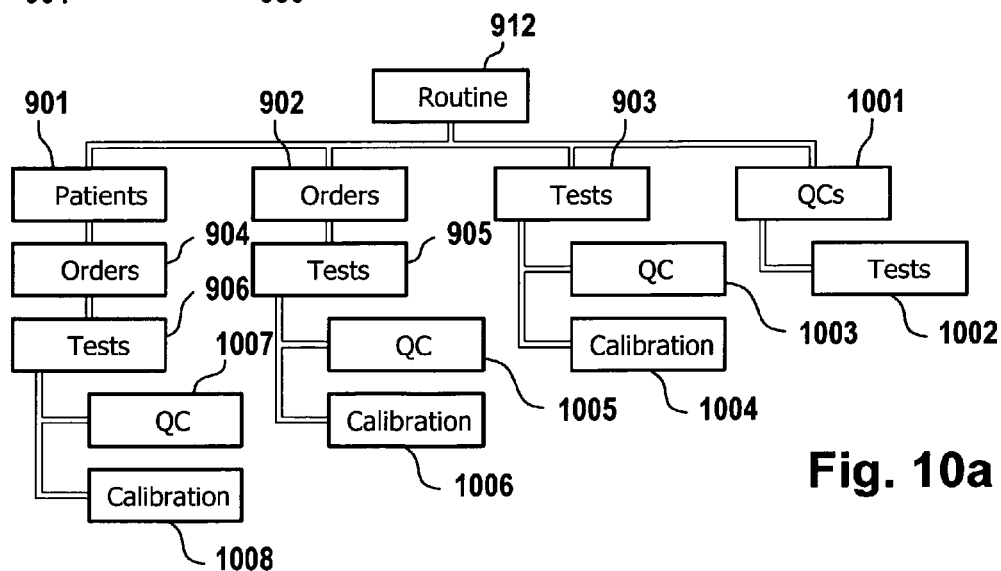 912
Routine
901
902
903
1001
Patients
Orders
Tests
QCs
904
905
Orders
Tests
QC
Tests
906
1003
1002
Tests
1007
QC
Calibration
QC
1005
1004
Calibration
1006
Calibration
1008
Fig. 10a